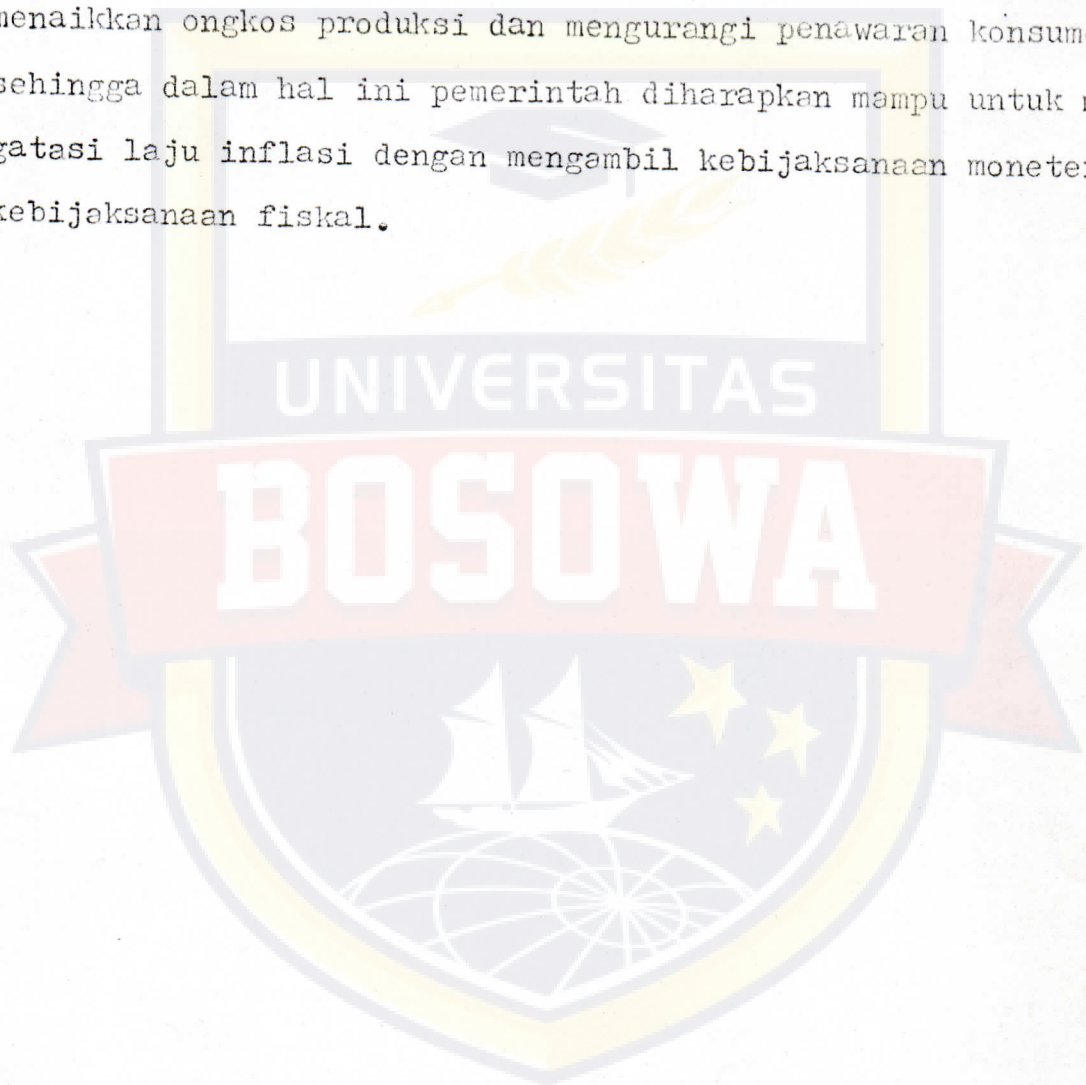 menaikkan ongkos produksi dan mengurangi penawaran konsume
sehingga dalam hal ini pemerintah diharapkan mampu untuk
gatasi laju inflasi dengan mengambil kebijaksanaan moneter
kebijaksanaan fiskal.
UNIVERSITAS
BOSOWA